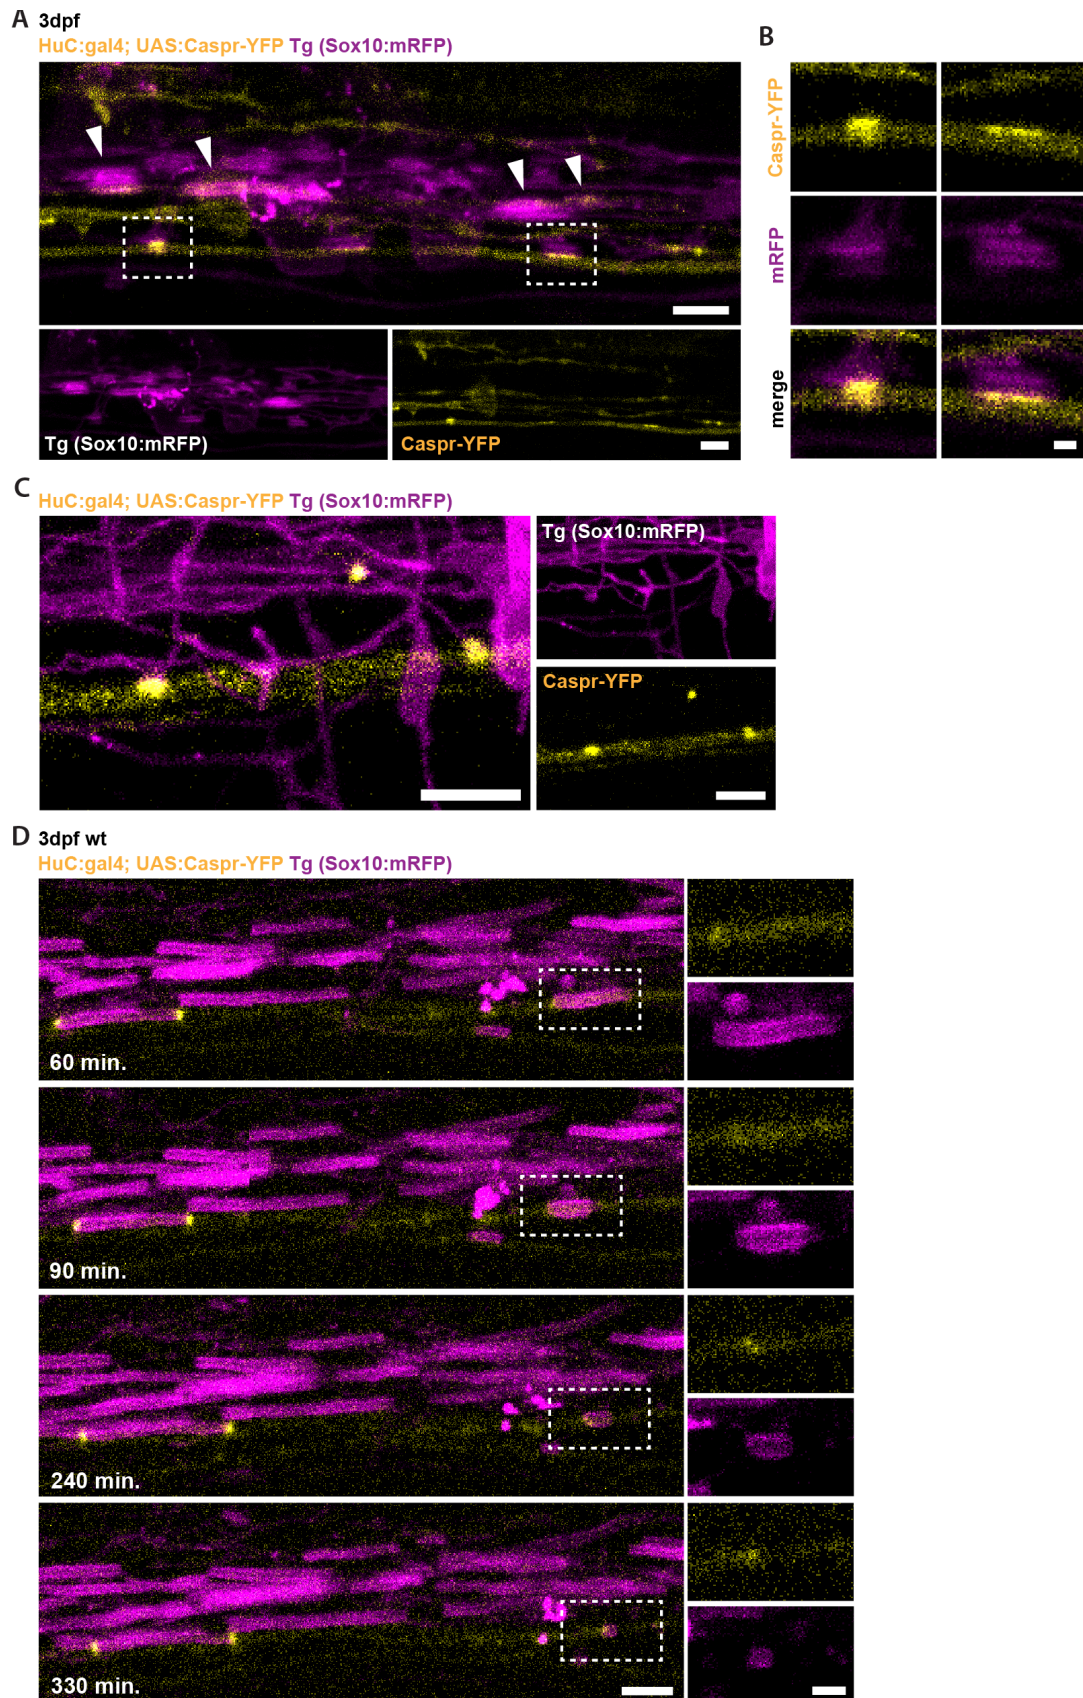 A 3dpf
HuC:gal4; UAS:Caspr-YFP Tg (Sox10:mRFP)
Tg (Sox10:mRFP)
Caspr-YFP
B
Caspr-YFP
mRFP
merge
C
HuC:gal4; UAS:Caspr-YFP Tg (Sox10:mRFP)
Tg (Sox10:mRFP)
Caspr-YFP
D 3dpf wt
HuC:gal4; UAS:Caspr-YFP Tg (Sox10:mRFP)
60 min.
90 min.
240 min.
330 min.